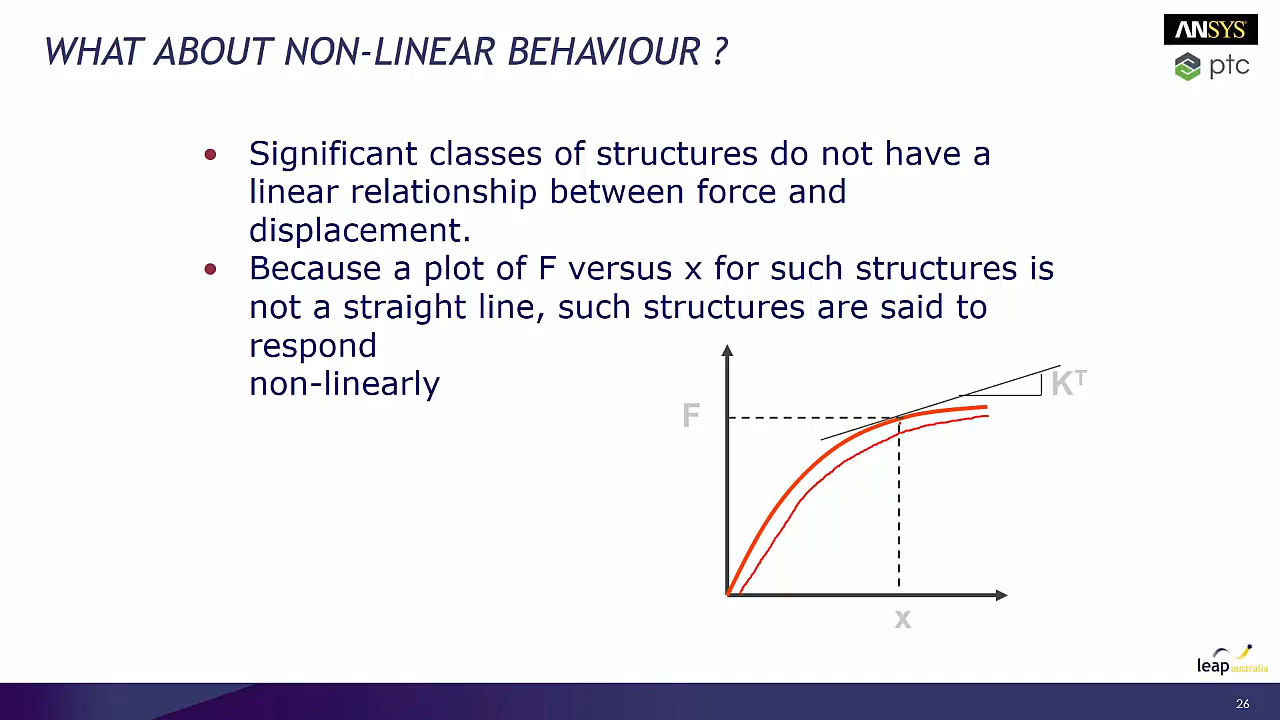 WHAT ABOUT NON-LINEAR BEHAVIOUR ?
ANSYS
ptc
• Significant classes of structures do not have a
linear relationship between force and
displacement.
• Because a plot of F versus x for such structures is
not a straight line, such structures are said to
respond
non-linearly
K^T
F
x
leap australia
26